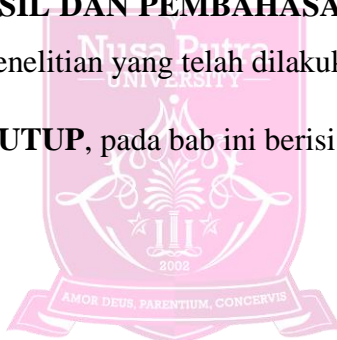 SIL DAN PEMBAHASA
Nusa Putra
enelitian yang telah dilakuk
UNIVERSITY
UTUP, pada bab ini berisi
2002
AMOR DEUS, PARENTIUM, CONCERVIS